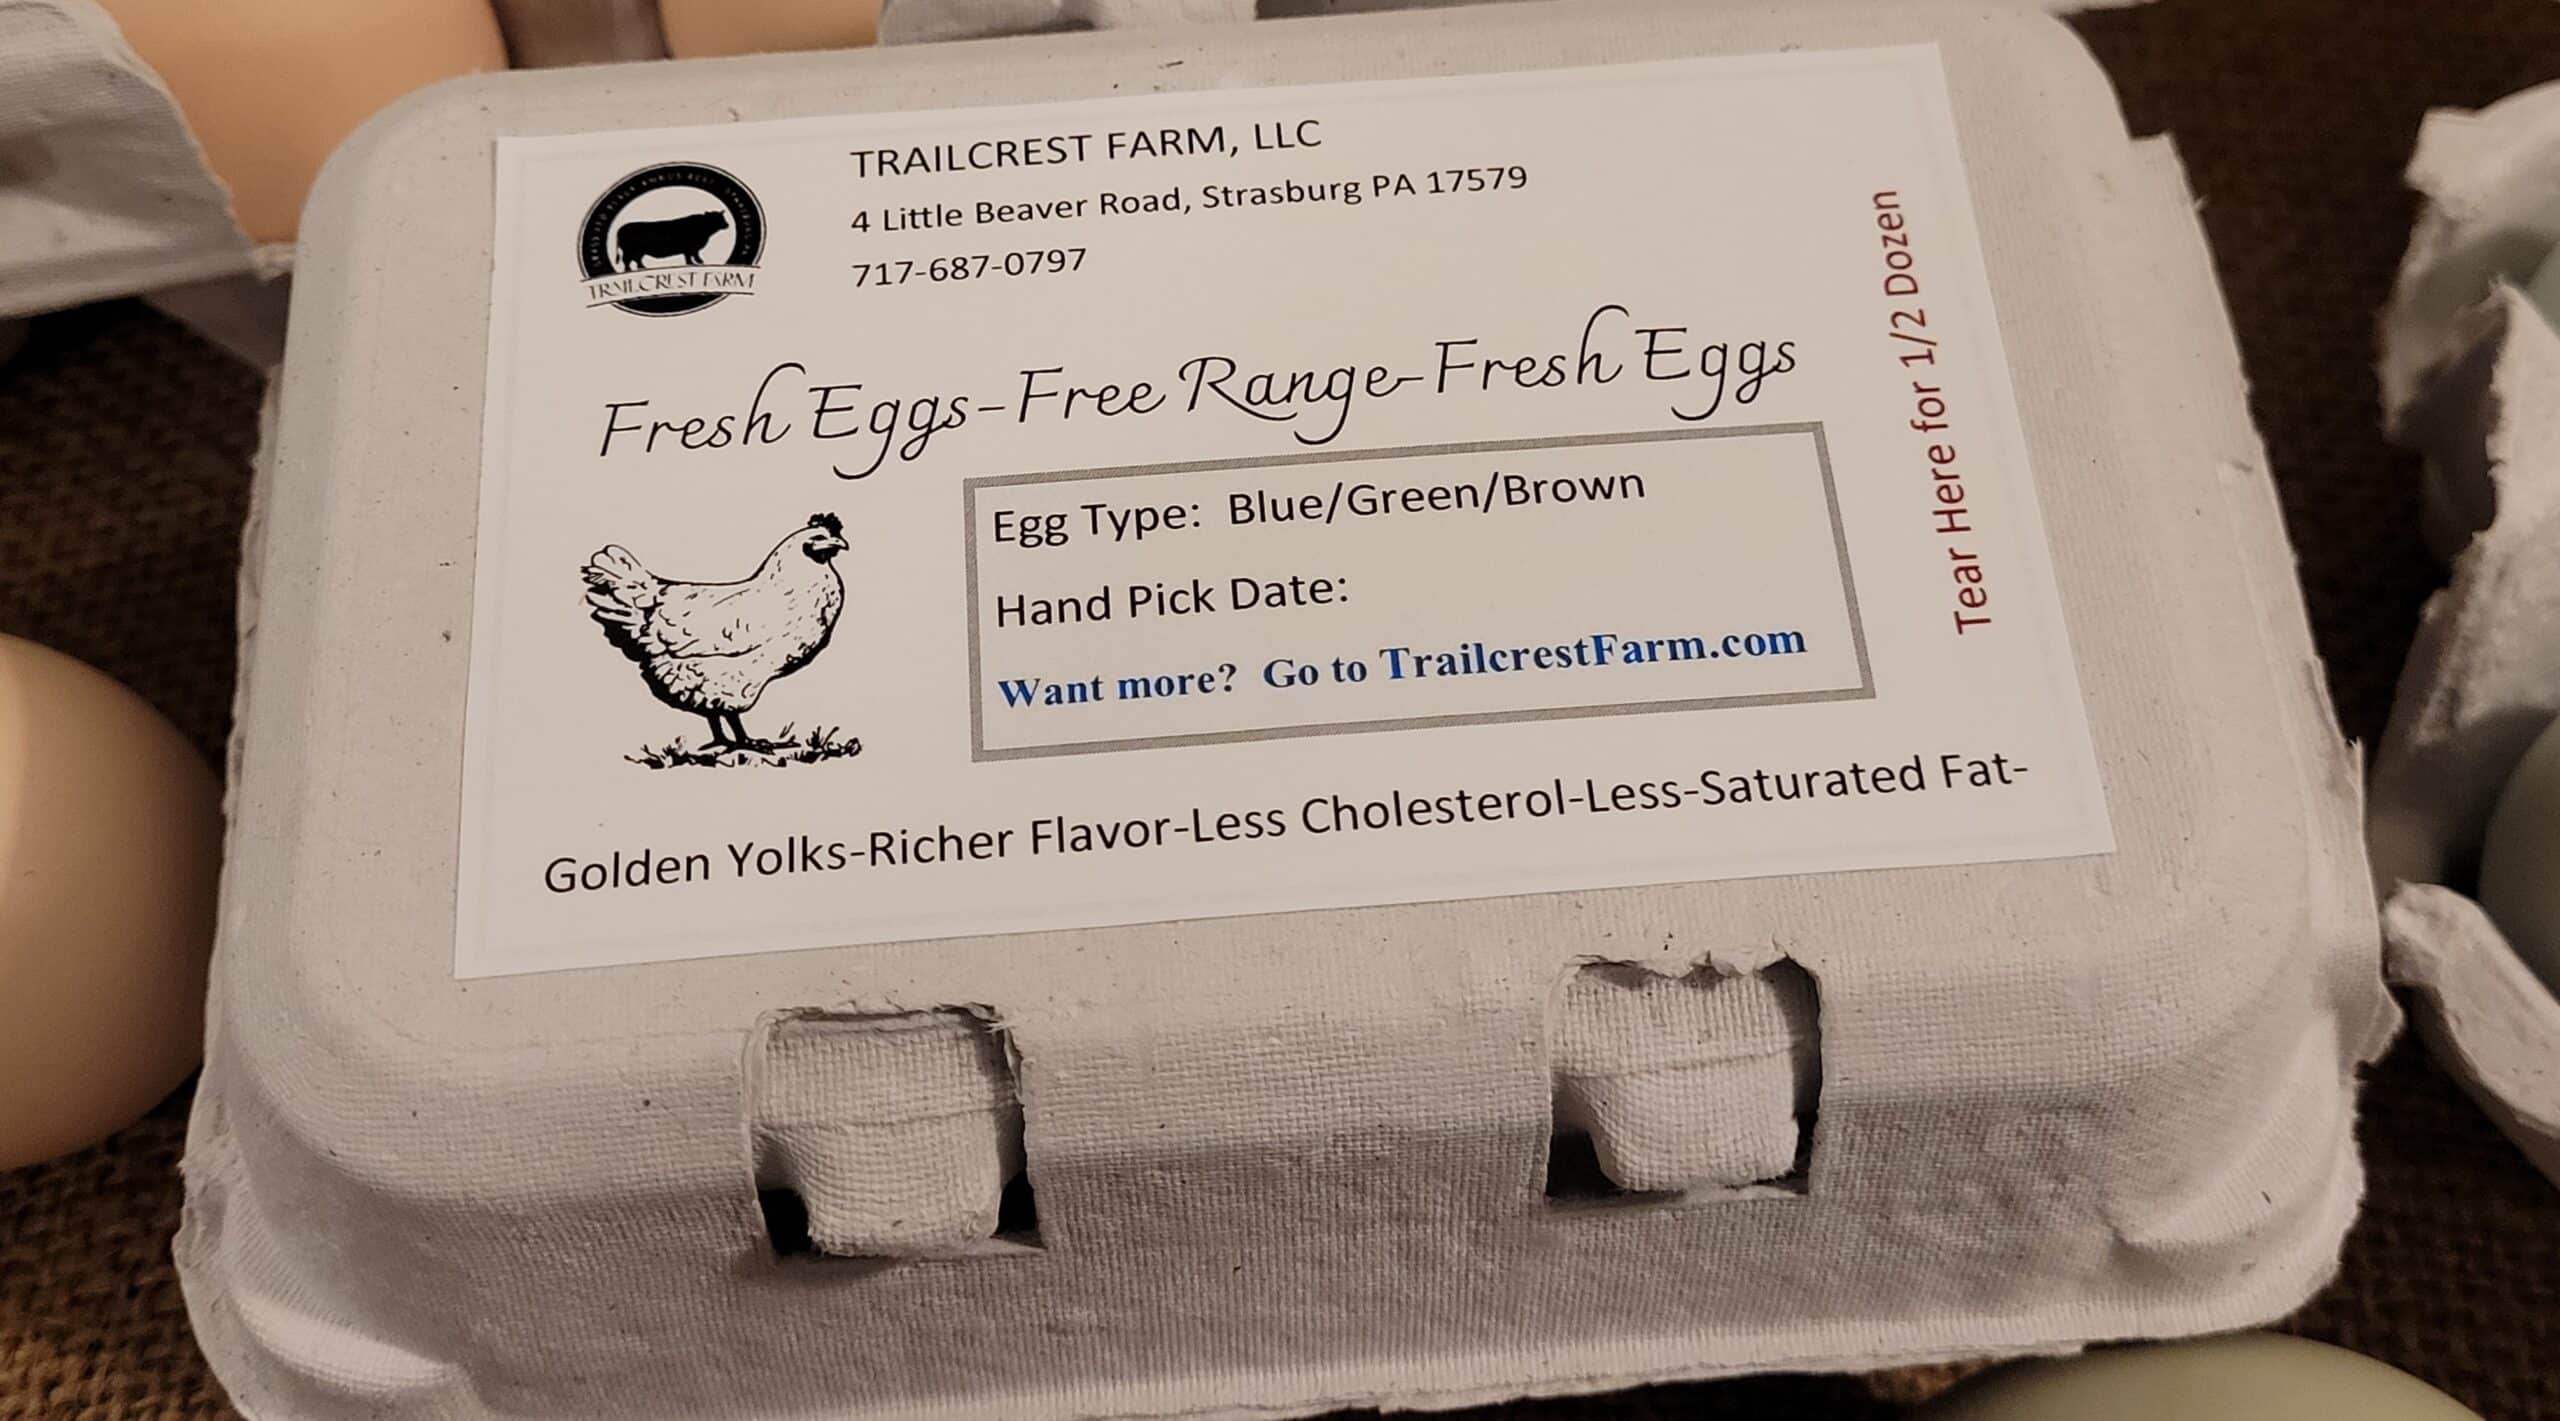 TRAILCREST FARM, LLC
4 Little Beaver Road, Strasburg PA 17579
717-687-0797
TRAILCREST FARM
Fresh Eggs-Free Range-Fresh Eggs
Egg Type: Blue/Green/Brown
Hand Pick Date:
Want more? Go to TrailcrestFarm.com
Tear Here for 1/2 Dozen
Golden Yolks-Richer Flavor-Less Cholesterol-Less-Saturated Fat-